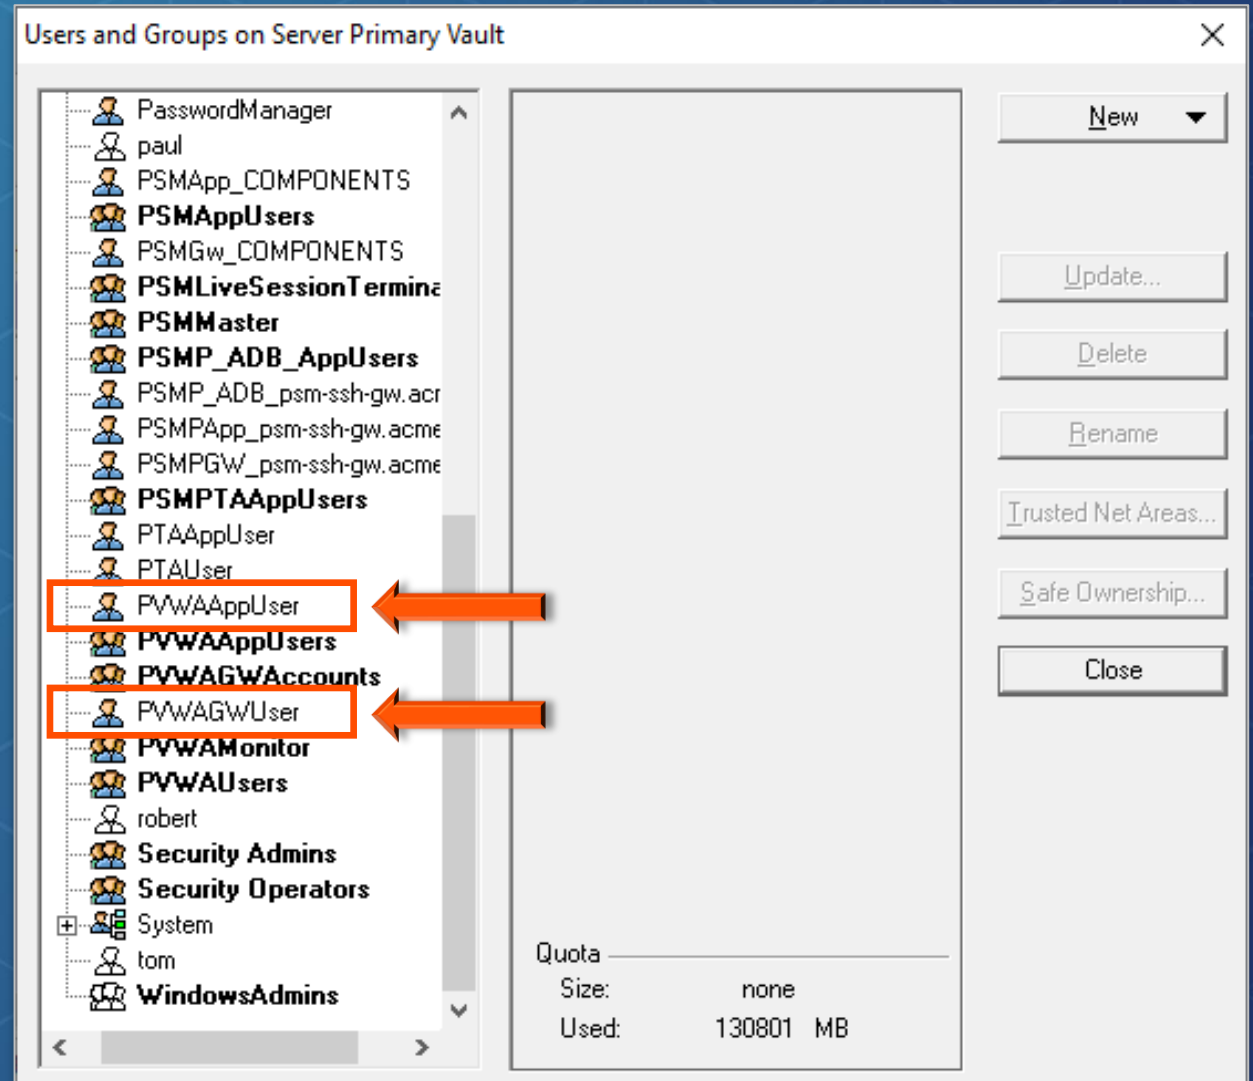 Users and Groups on Server Primary Vault
PasswordManager
paul
PSMApp_COMPONENTS
PSMAppUsers
PSMGw_COMPONENTS
PSMLiveSessionTermina
PSMMaster
PSMP_ADB_AppUsers
PSMP_ADB_psm-ssh-gw.acr
PSMPApp_psm-ssh-gw.acme
PSMPGW_psm-ssh-gw.acme
PSMPTAAppUsers
PTAAppUser
PTAUser
PVWAAppUser
PVWAAppUsers
PVWAGWAccounts
PVWAGWUser
PVWAMonitor
PVWAUsers
robert
Security Admins
Security Operators
System
tom
WindowsAdmins
Quota
Size: none
Used: 130801 MB
New
Update...
Delete
Rename
Trusted Net Areas...
Safe Ownership...
Close